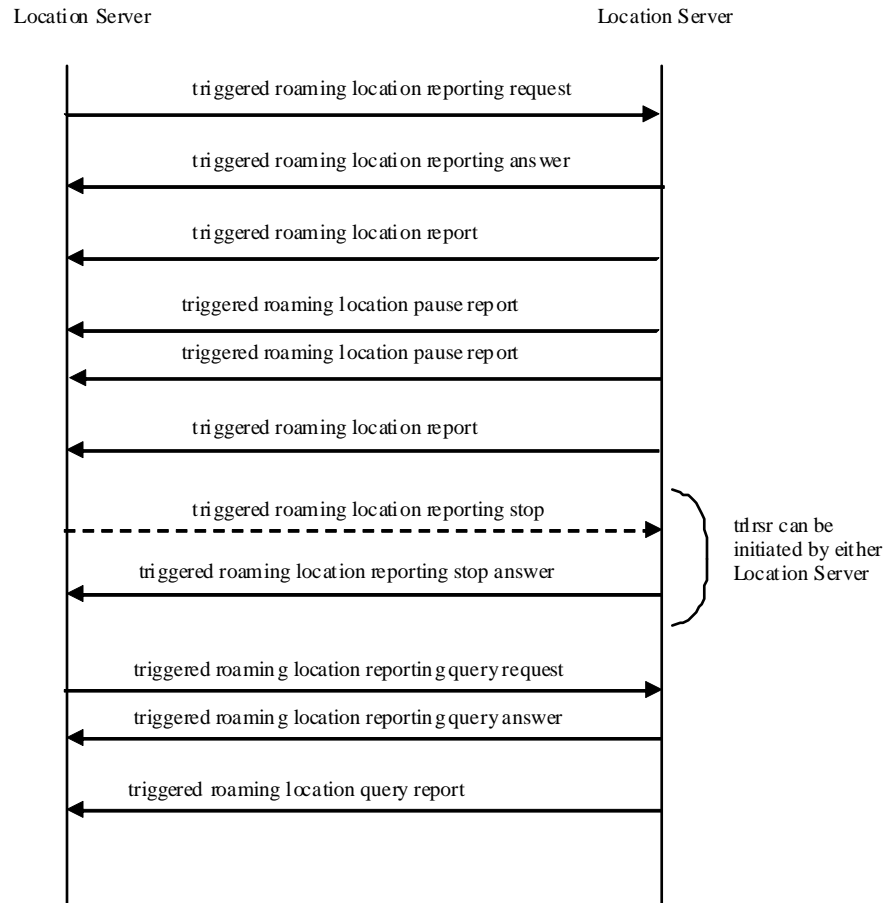 Location Server
Location Server
triggered roaming location reporting request
triggered roaming location reporting answer
triggered roaming location report
triggered roaming location pause report
triggered roaming location pause report
triggered roaming location report
triggered roaming location reporting stop
triggered roaming location reporting stop answer
trlrsr can be
initiated by either
Location Server
triggered roaming location reporting query request
triggered roaming location reporting query answer
triggered roaming location query report